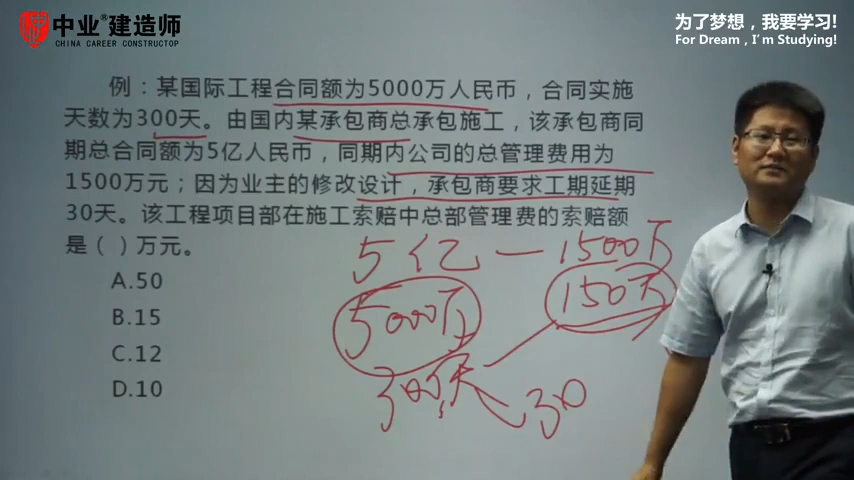 中业®建造师
CHINA CAREER CONSTRUCTOP
为了梦想，我要学习!
For Dream , I'm Studying!
例：某国际工程合同额为5000万人民币，合同实施
天数为300天。由国内某承包商总承包施工，该承包商同
期总合同额为5亿人民币，同期内公司的总管理费用为
1500万元；因为业主的修改设计，承包商要求工期延期
30天。该工程项目部在施工索赔中总部管理费的索赔额
是（ ）万元。
A.50
B.15
C.12
D.10
5亿—1500万
5000万
150万
300天
30